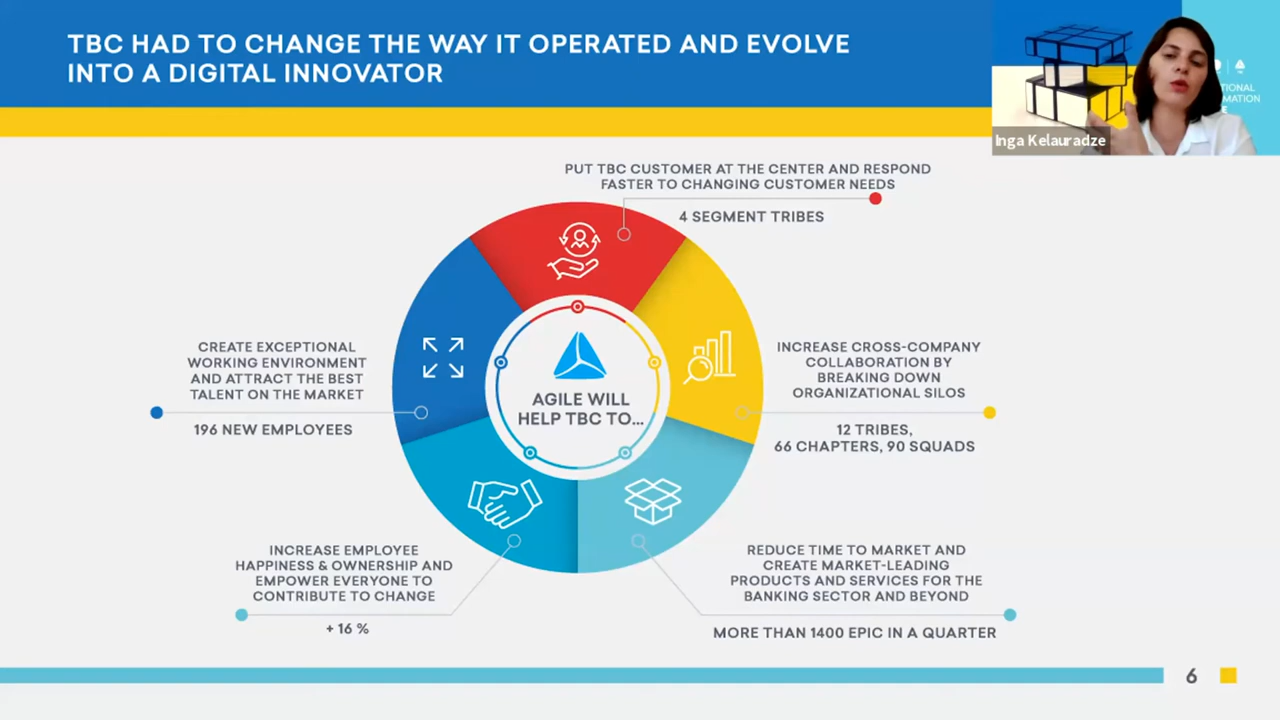 TBC HAD TO CHANGE THE WAY IT OPERATED AND EVOLVE
INTO A DIGITAL INNOVATOR
Inga Kelauradze
PUT TBC CUSTOMER AT THE CENTER AND RESPOND
FASTER TO CHANGING CUSTOMER NEEDS
4 SEGMENT TRIBES
CREATE EXCEPTIONAL
WORKING ENVIRONMENT
AND ATTRACT THE BEST
TALENT ON THE MARKET
196 NEW EMPLOYEES
AGILE WILL
HELP TBC TO...
INCREASE CROSS-COMPANY
COLLABORATION BY
BREAKING DOWN
ORGANIZATIONAL SILOS
12 TRIBES,
66 CHAPTERS, 90 SQUADS
INCREASE EMPLOYEE
HAPPINESS & OWNERSHIP AND
EMPOWER EVERYONE TO
CONTRIBUTE TO CHANGE
+ 16 %
REDUCE TIME TO MARKET AND
CREATE MARKET-LEADING
PRODUCTS AND SERVICES FOR THE
BANKING SECTOR AND BEYOND
MORE THAN 1400 EPIC IN A QUARTER
6